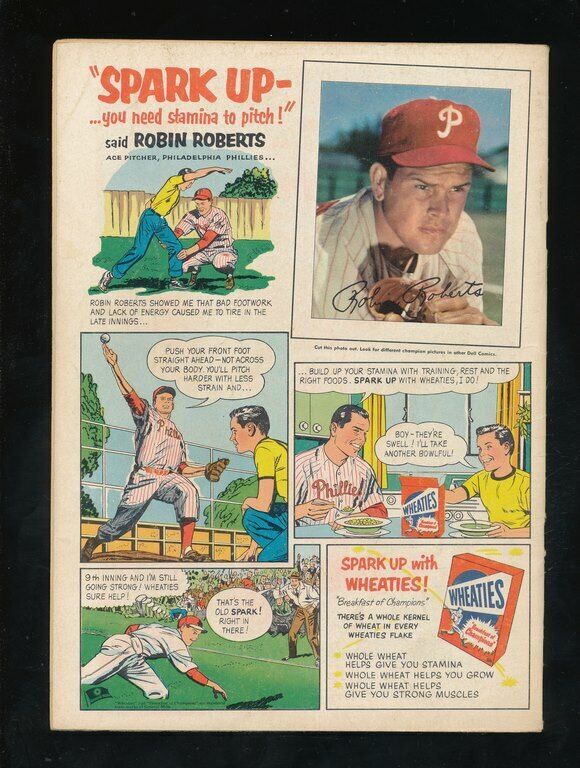 "SPARK UP-
...you need stamina to pitch!"
said ROBIN ROBERTS
ACE PITCHER, PHILADELPHIA PHILLIES...
P
Robin Roberts
Cut this photo out. Look for different champion pictures in other Dell Comics.
ROBIN ROBERTS SHOWED ME THAT BAD FOOTWORK
AND LACK OF ENERGY CAUSED ME TO TIRE IN THE
LATE INNINGS...
PUSH YOUR FRONT FOOT
STRAIGHT AHEAD - NOT ACROSS
YOUR BODY. YOU'LL PITCH
HARDER WITH LESS
STRAIN AND...
... BUILD UP YOUR STAMINA WITH TRAINING, REST AND THE
RIGHT FOODS. SPARK UP WITH WHEATIES, I DO!
BOY - THEY'RE
SWELL! I'LL TAKE
ANOTHER BOWLFUL!
Phillies
WHEATIES
9th INNING AND I'M STILL
GOING STRONG! WHEATIES
SURE HELP!
THAT'S THE
OLD SPARK!
RIGHT IN
THERE!
SPARK UP with
WHEATIES!
"Breakfast of Champions"
THERE'S A WHOLE KERNEL
OF WHEAT IN EVERY
WHEATIES FLAKE
WHOLE WHEAT
HELPS GIVE YOU STAMINA
WHOLE WHEAT HELPS YOU GROW
WHOLE WHEAT HELPS
GIVE YOU STRONG MUSCLES
WHEATIES
Breakfast of
Champions